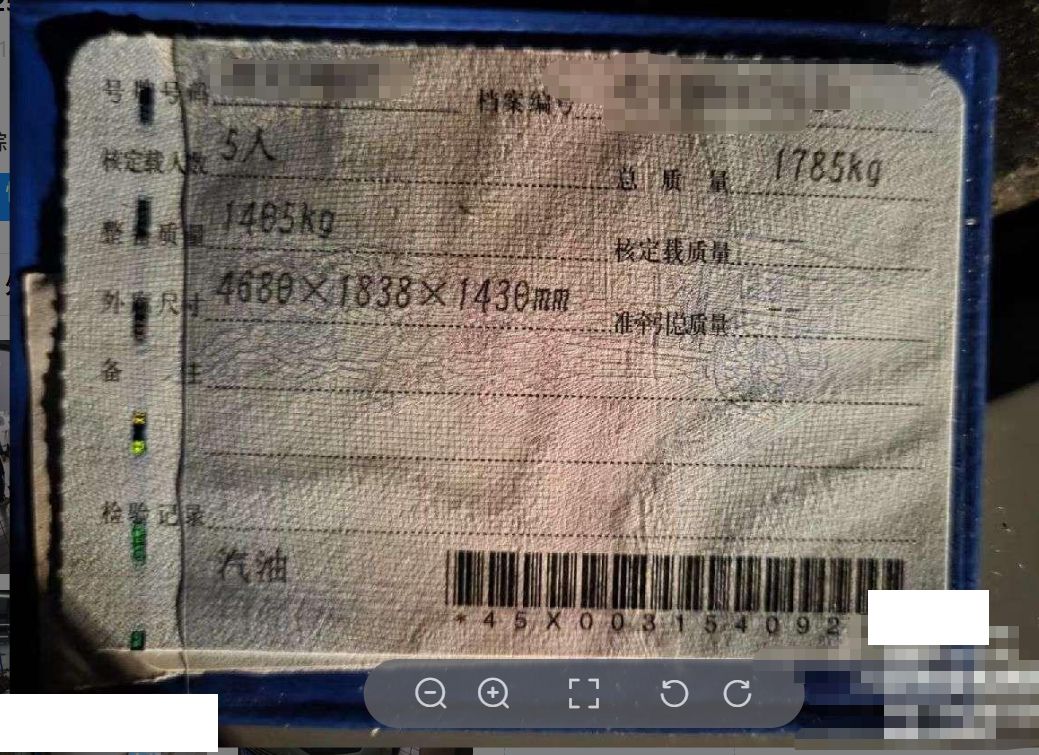 号牌号码 档案编号
核定载人数 5人 总质量 1785kg
整备质量 1405kg 核定载质量 --
外廓尺寸 4680×1838×1430mm 准牵引总质量 --
备注
检验记录
汽油
*45X003154092